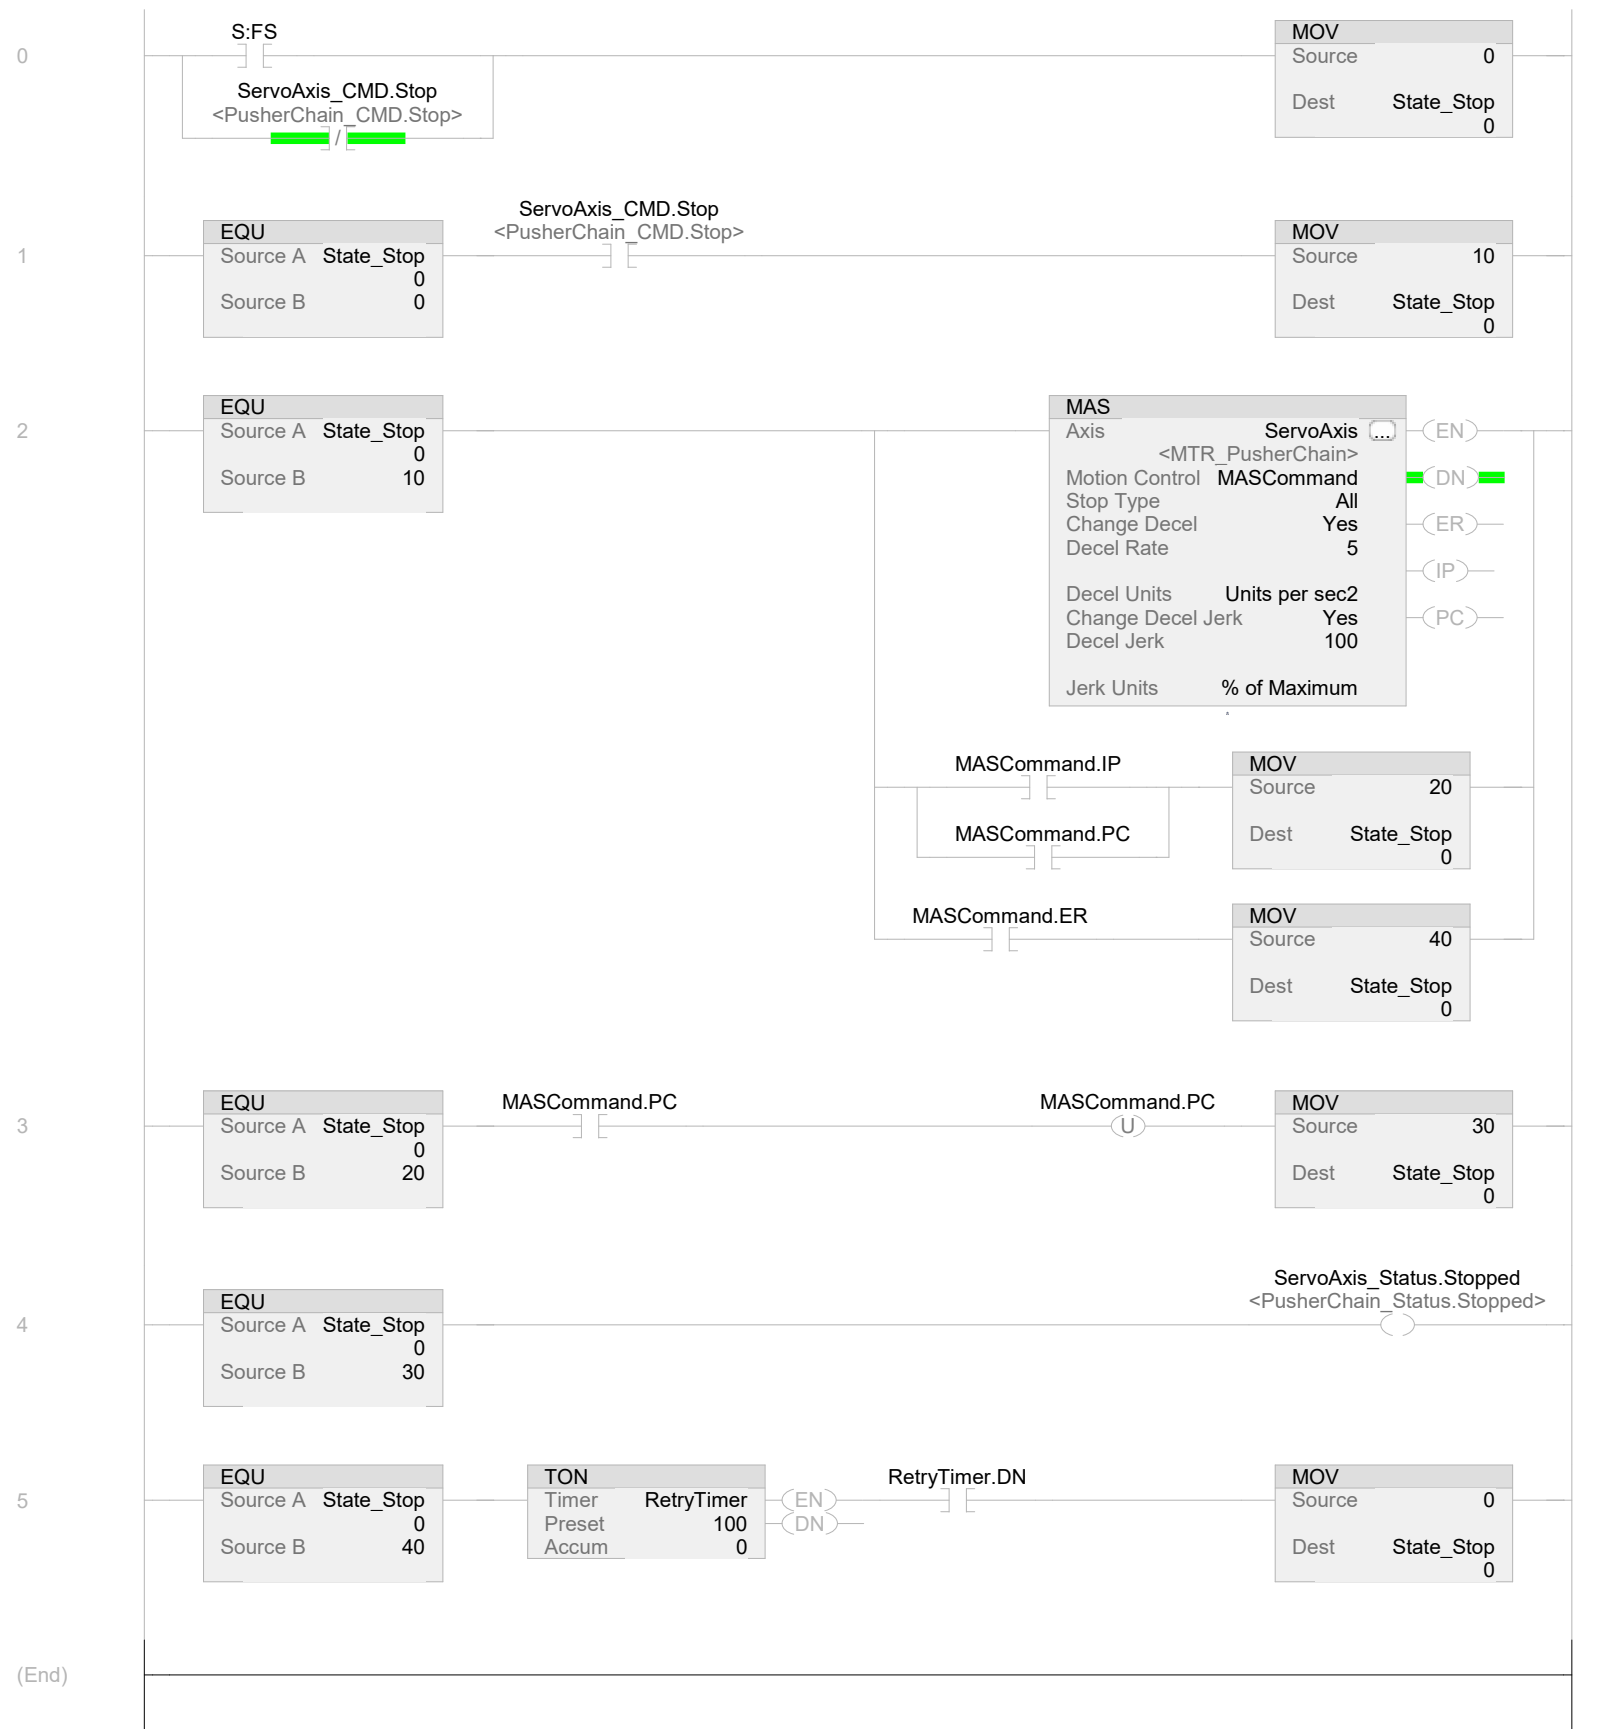 0
S:FS
ServoAxis_CMD.Stop
<PusherChain_CMD.Stop>
/
MOV
Source 0
Dest State_Stop
0
1
EQU
Source A State_Stop
0
Source B 0
ServoAxis_CMD.Stop
<PusherChain_CMD.Stop>
MOV
Source 10
Dest State_Stop
0
2
EQU
Source A State_Stop
0
Source B 10
MAS
Axis ServoAxis ...
<MTR_PusherChain>
Motion Control MASCommand
Stop Type All
Change Decel Yes
Decel Rate 5
Decel Units Units per sec2
Change Decel Jerk Yes
Decel Jerk 100
Jerk Units % of Maximum
EN
DN
ER
IP
PC
MASCommand.IP
MASCommand.PC
MOV
Source 20
Dest State_Stop
0
MASCommand.ER
MOV
Source 40
Dest State_Stop
0
3
EQU
Source A State_Stop
0
Source B 20
MASCommand.PC
MASCommand.PC
U
MOV
Source 30
Dest State_Stop
0
4
EQU
Source A State_Stop
0
Source B 30
ServoAxis_Status.Stopped
<PusherChain_Status.Stopped>
5
EQU
Source A State_Stop
0
Source B 40
TON
Timer RetryTimer
Preset 100
Accum 0
EN
DN
RetryTimer.DN
MOV
Source 0
Dest State_Stop
0
(End)